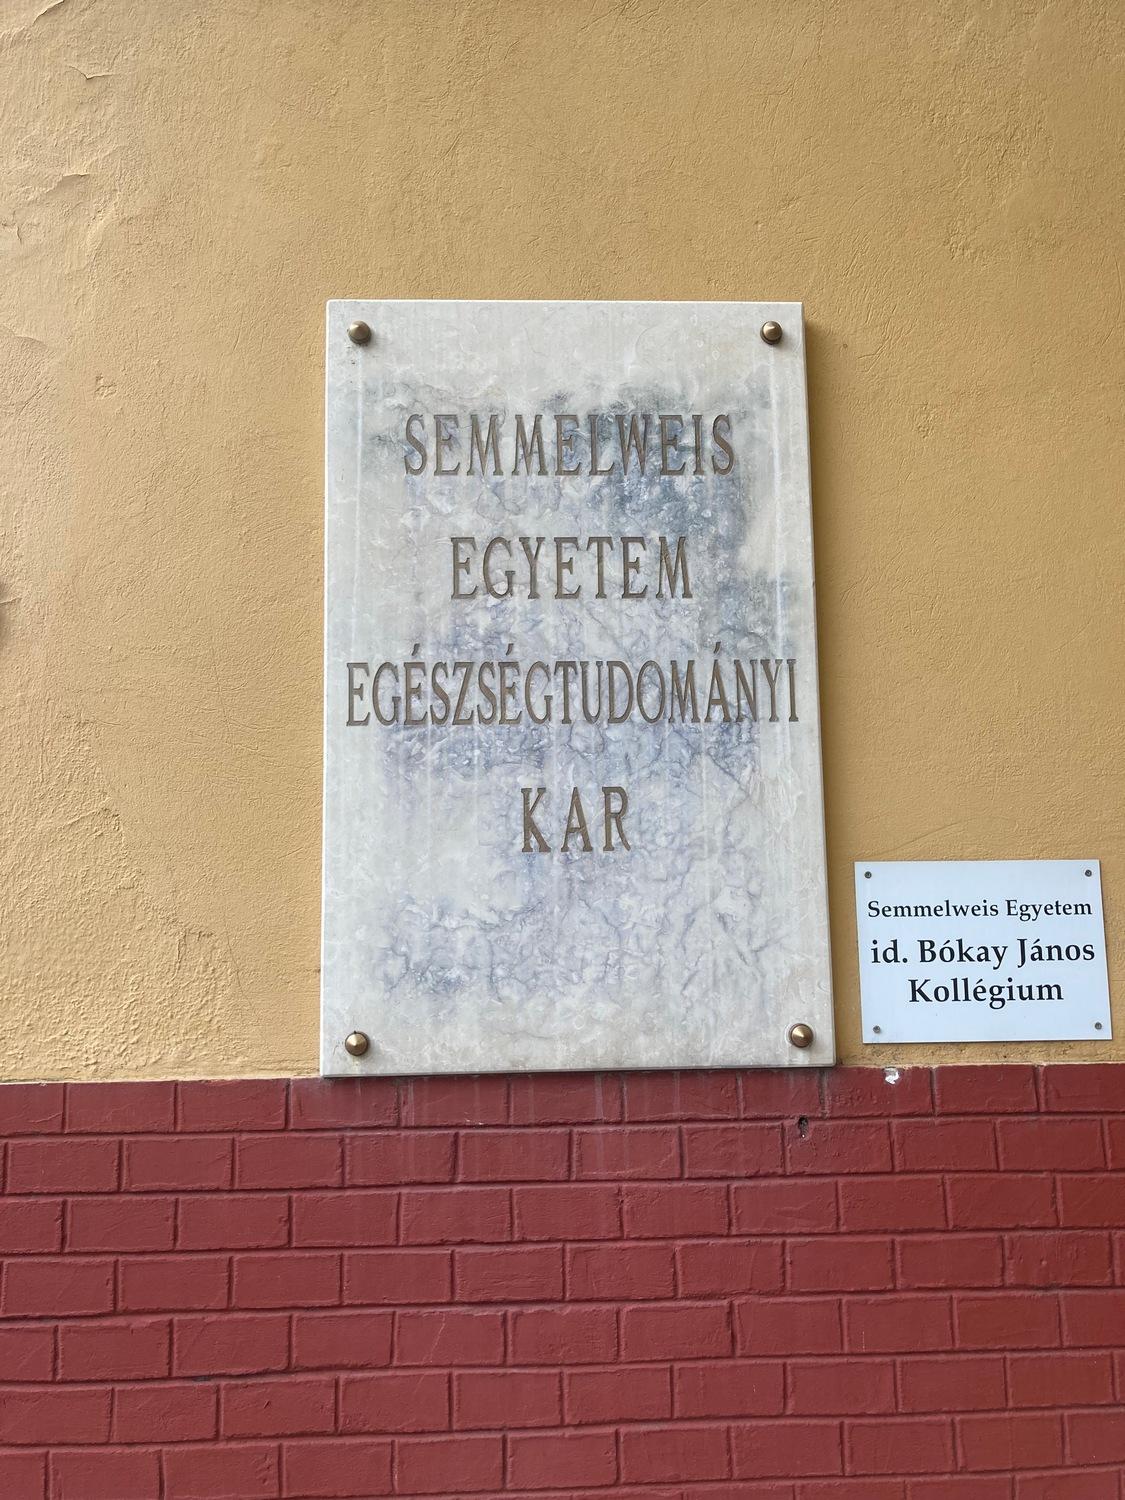 SEMMELWEIS
EGYETEM
EGÉSZSÉGTUDOMÁNYI
KAR
Semmelweis Egyetem
id. Bókay János
Kollégium